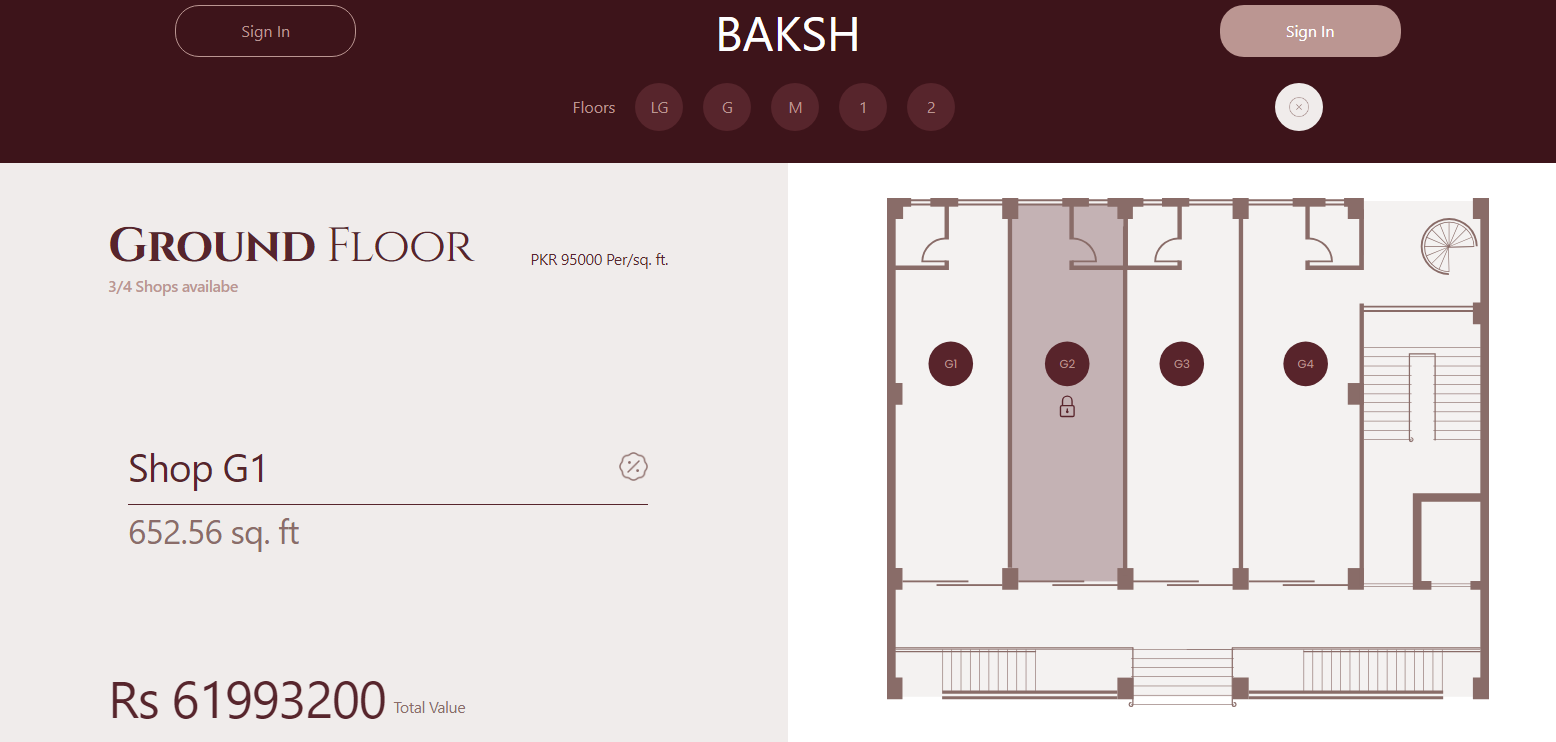 Sign In
BAKSH
Sign In
Floors LG G M 1 2
GROUND FLOOR
PKR 95000 Per/sq. ft.
3/4 Shops availabe
G1 G2 G3 G4
Shop G1
652.56 sq. ft
Rs 61993200 Total Value